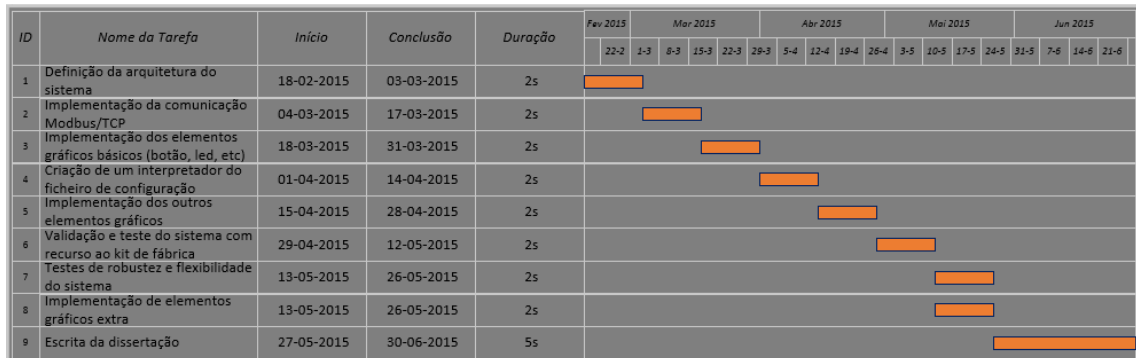 ID Nome da Tarefa Início Conclusão Duração Fev 2015 Mar 2015 Abr 2015 Mai 2015 Jun 2015
22-2 1-3 8-3 15-3 22-3 29-3 5-4 12-4 19-4 26-4 3-5 10-5 17-5 24-5 31-5 7-6 14-6 21-6
1 Definição da arquitetura do sistema 18-02-2015 03-03-2015 2s
2 Implementação da comunicação Modbus/TCP 04-03-2015 17-03-2015 2s
3 Implementação dos elementos gráficos básicos (botão, led, etc) 18-03-2015 31-03-2015 2s
4 Criação de um interpretador do ficheiro de configuração 01-04-2015 14-04-2015 2s
5 Implementação dos outros elementos gráficos 15-04-2015 28-04-2015 2s
6 Validação e teste do sistema com recurso ao kit de fábrica 29-04-2015 12-05-2015 2s
7 Testes de robustez e flexibilidade do sistema 13-05-2015 26-05-2015 2s
8 Implementação de elementos gráficos extra 13-05-2015 26-05-2015 2s
9 Escrita da dissertação 27-05-2015 30-06-2015 5s